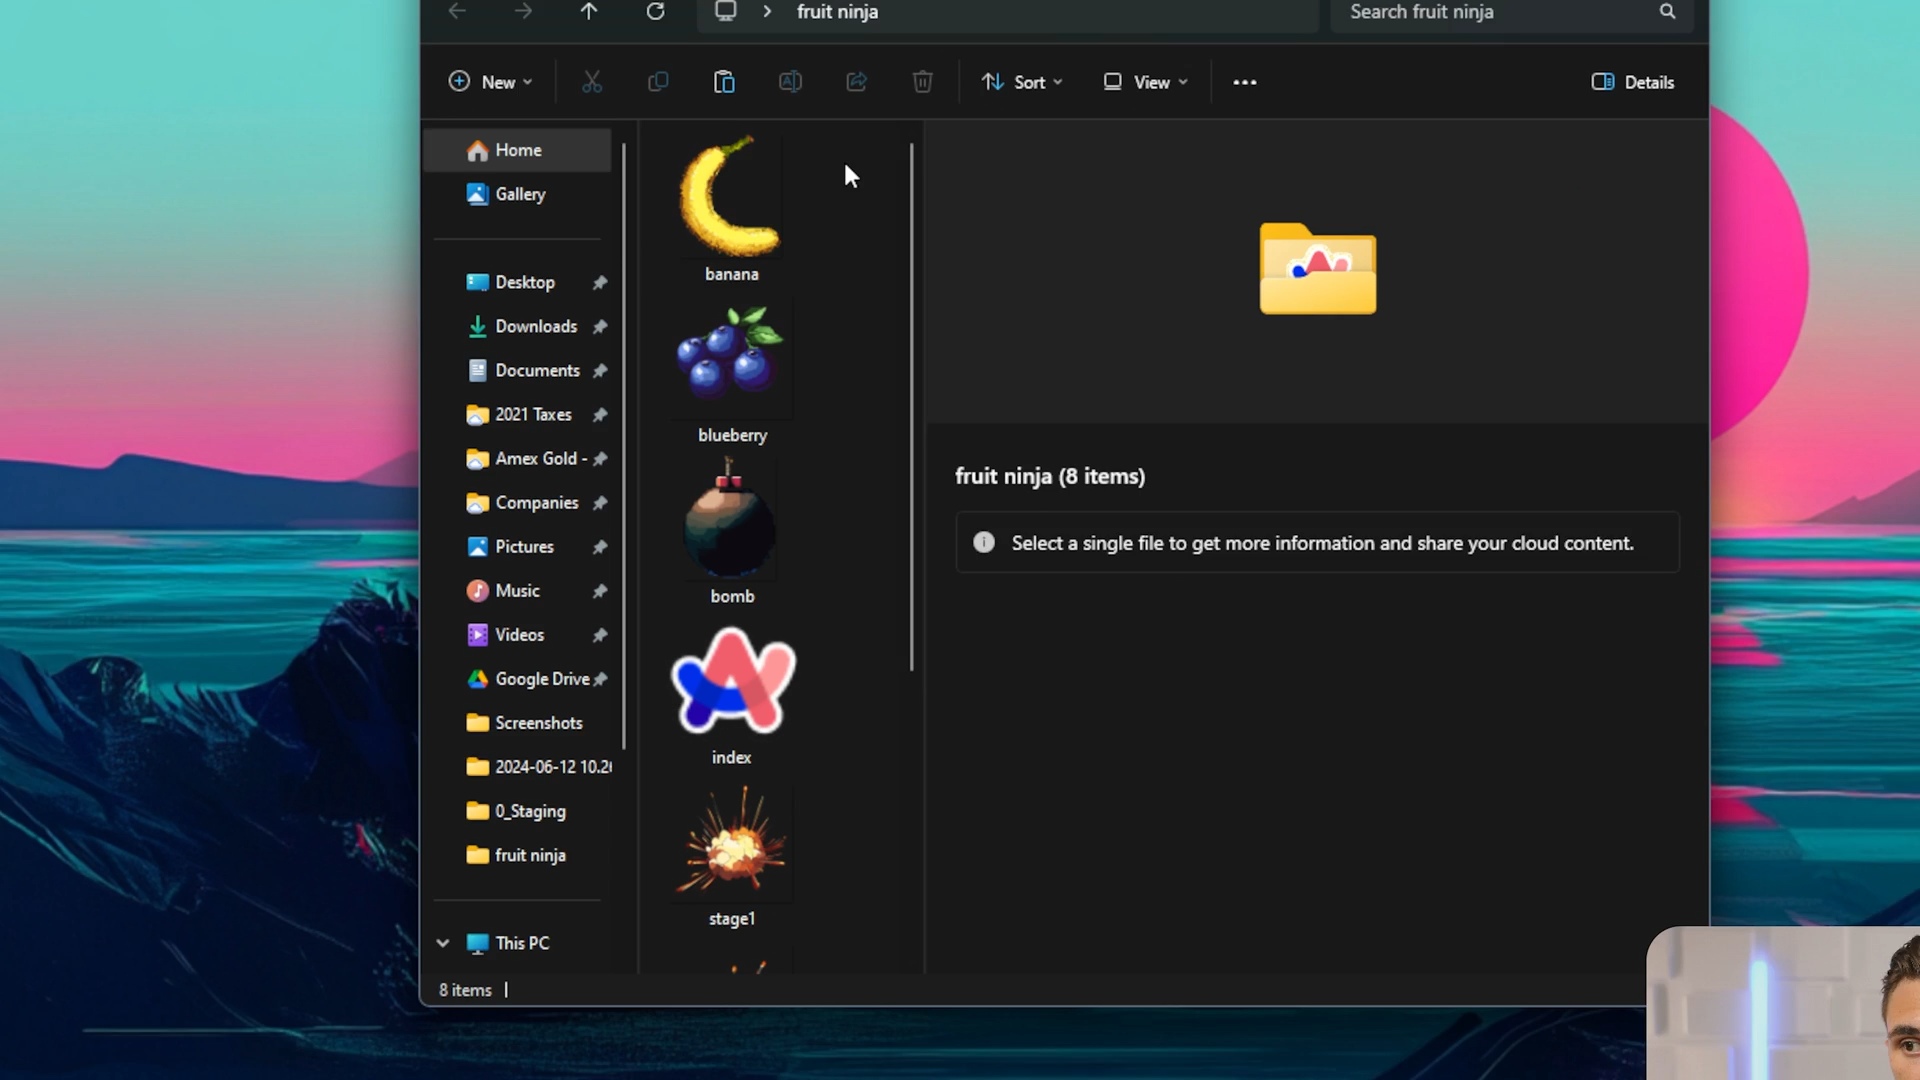 fruit ninja
Search fruit ninja
New
Sort
View
Details
Home
Gallery
Desktop
Downloads
Documents
2021 Taxes
Amex Gold -
Companies
Pictures
Music
Videos
Google Drive
Screenshots
2024-06-12 10.2
0_Staging
fruit ninja
This PC
banana
blueberry
bomb
index
stage1
fruit ninja (8 items)
Select a single file to get more information and share your cloud content.
8 items